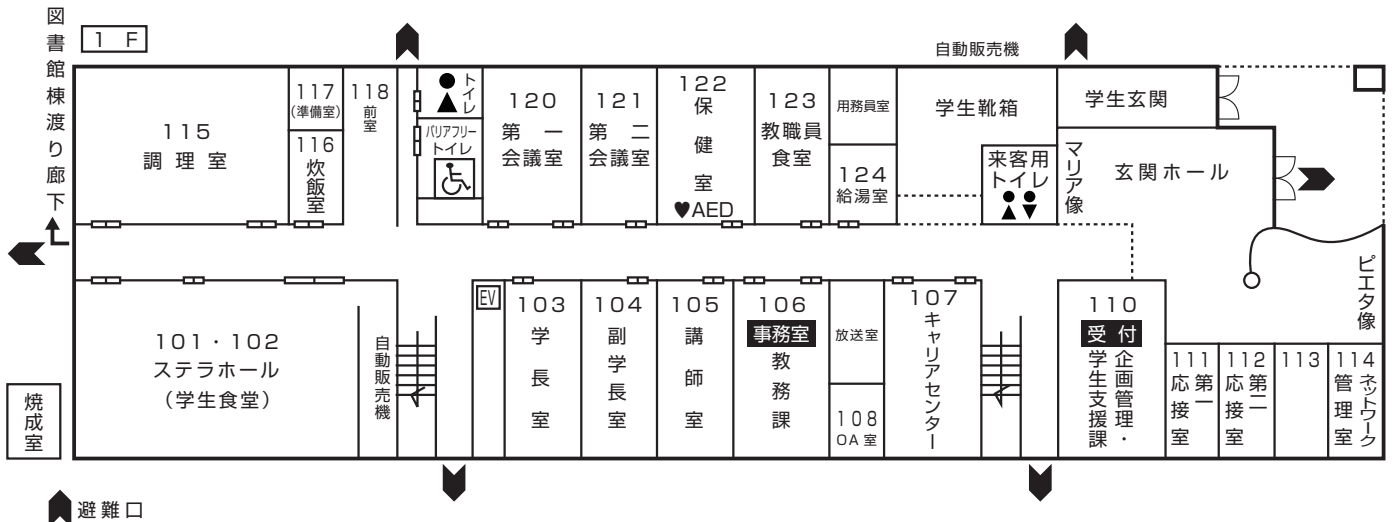 図書館棟渡り廊下
1 F
自動販売機
115
調理室
117
(準備室)
116
炊飯室
118
前室
トイレ
バリアフリー
トイレ
120
第一
会議室
121
第二
会議室
122
保健室
♥AED
123
教職員
食室
用務員室
124
給湯室
学生靴箱
学生玄関
来客用
トイレ
マリア像
玄関ホール
ピエタ像
101・102
ステラホール
(学生食堂)
自動販売機
EV
103
学長室
104
副学長室
105
講師室
106
事務室
教務課
放送室
108
OA室
107
キャリアセンター
110
受付
企画管理・
学生支援課
111
第一
応接室
112
第二
応接室
113
114
ネットワーク
管理室
焼成室
避難口